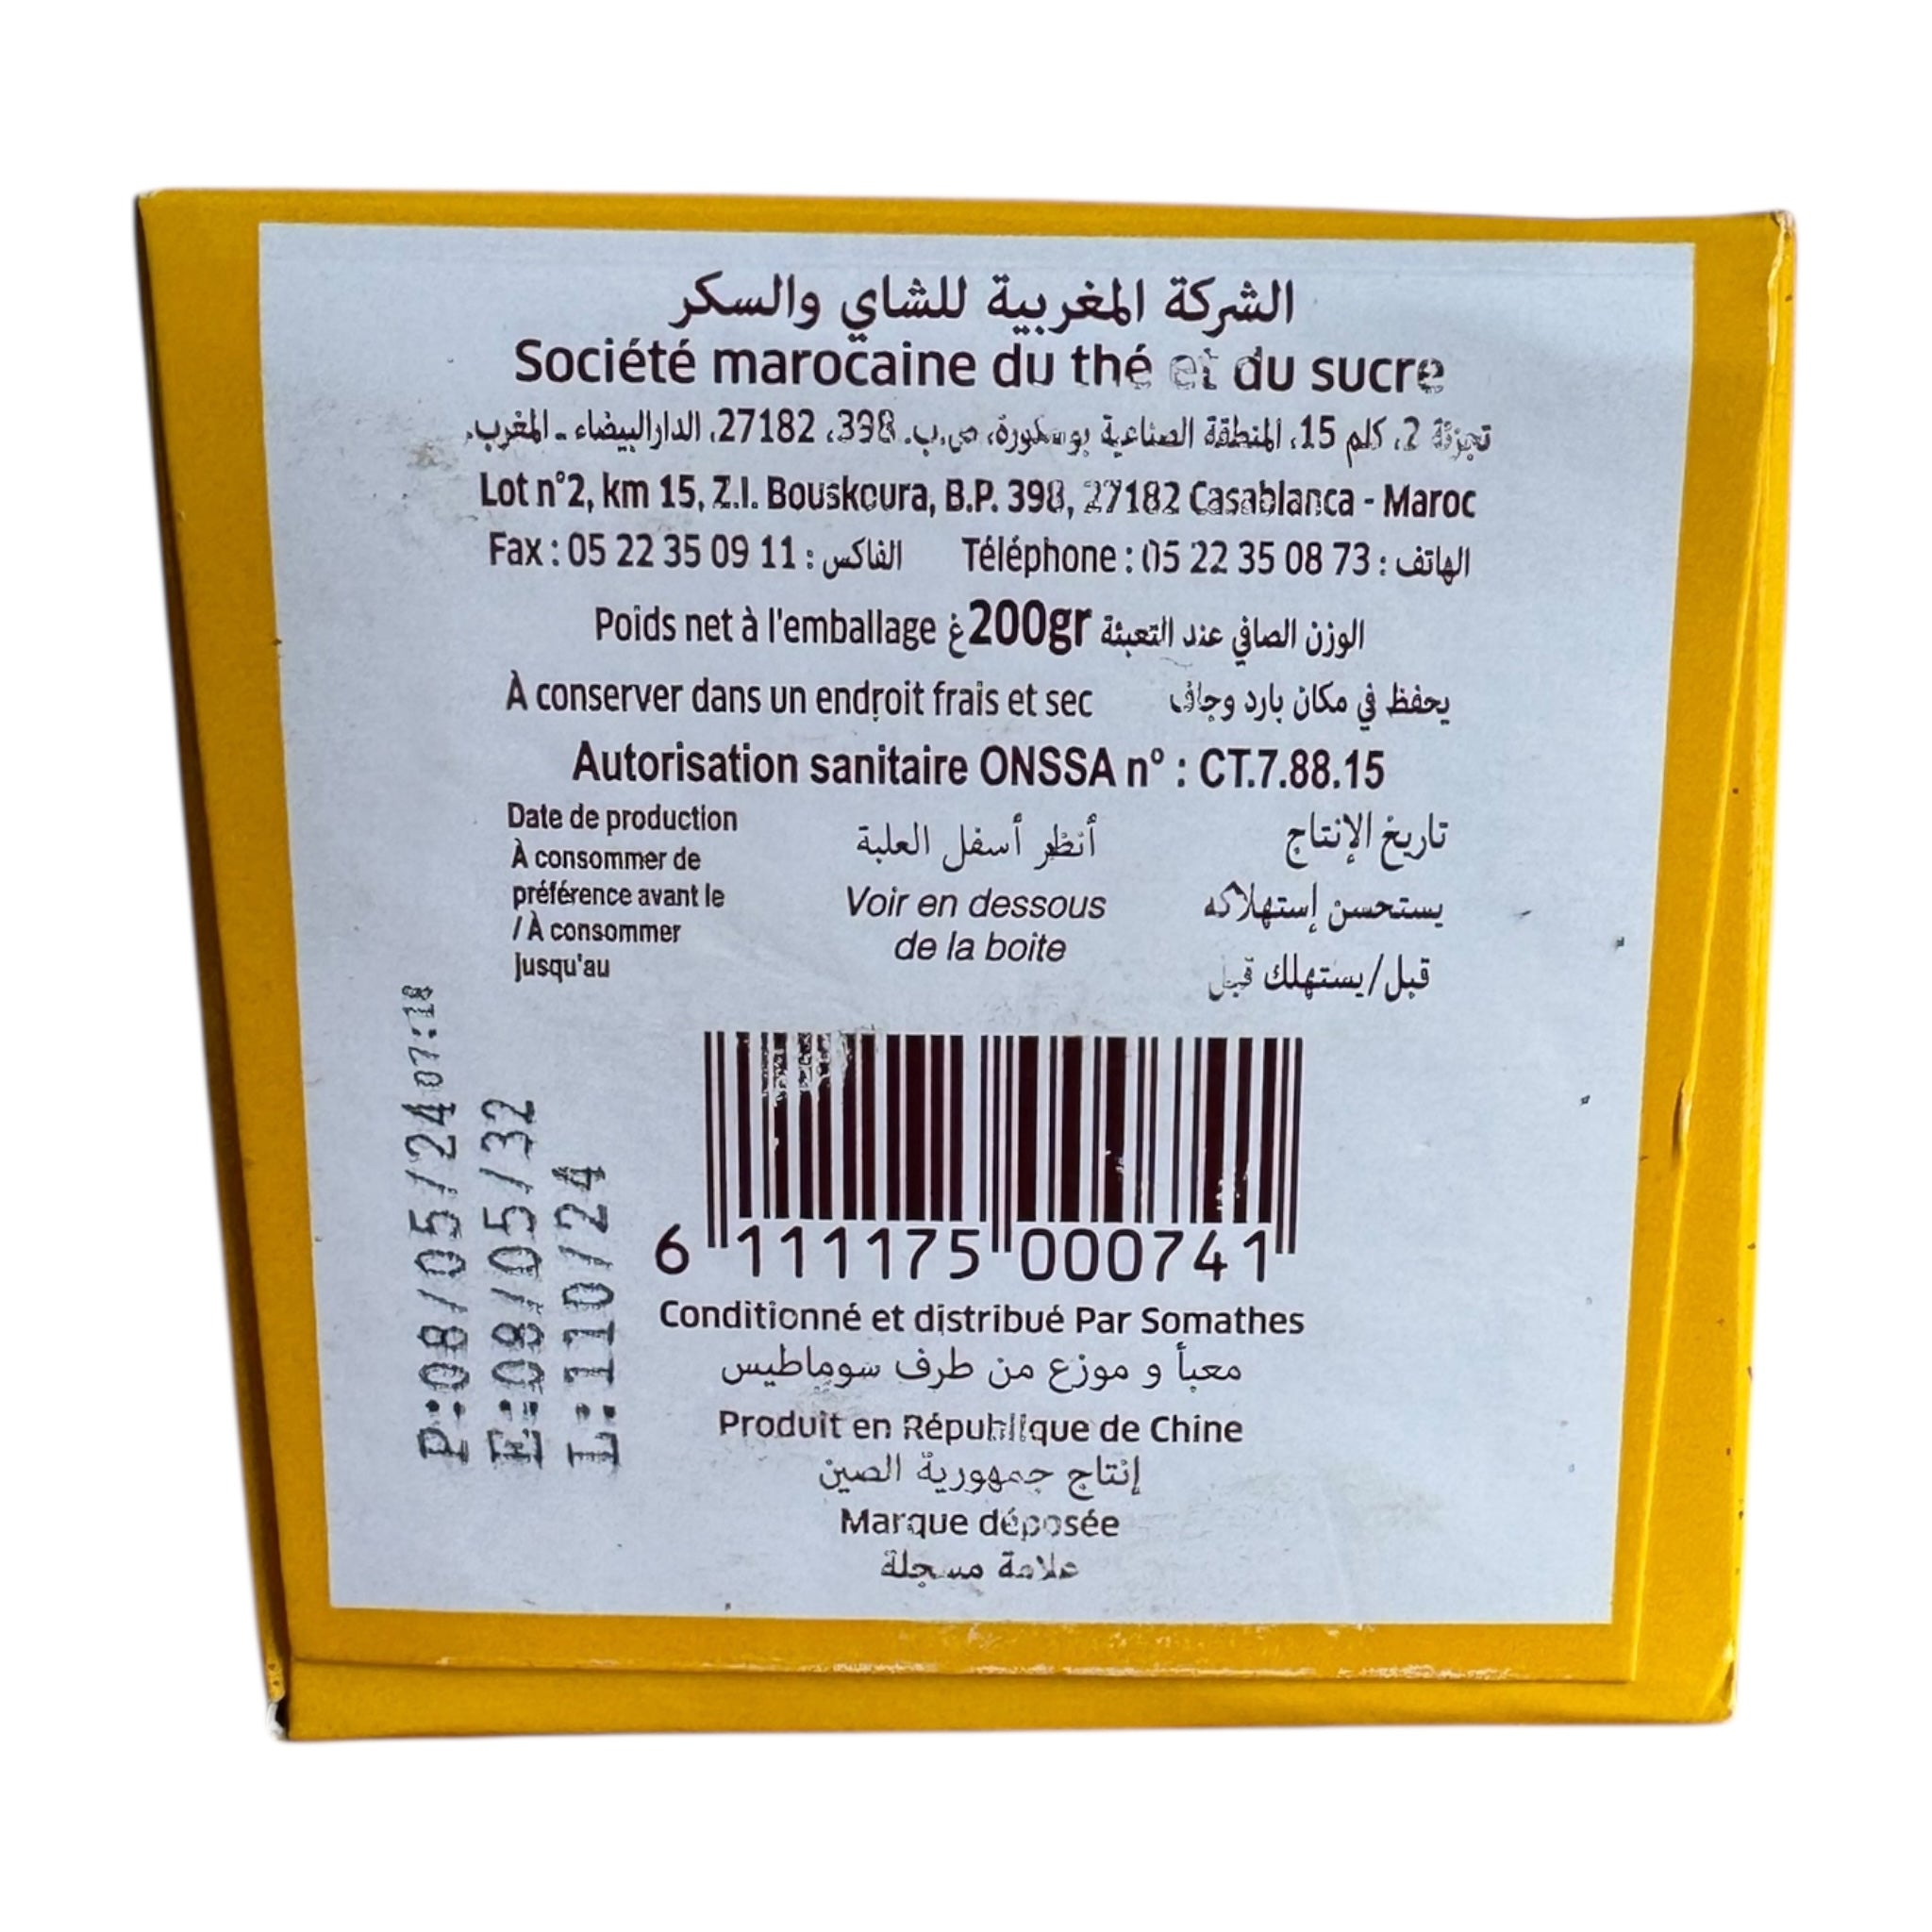 الشركة المغربية للشاي والسكر
Société marocaine du thé et du sucre
تجزئة 2، كلم 15، المنطقة الصناعية بوسكورة، ص.ب. 398، 27182، الدارالبيضاء - المغرب.
Lot n°2, km 15, Z.I. Bouskoura, B.P. 398, 27182 Casablanca - Maroc
Fax : 05 22 35 09 11 : الفاكس Téléphone : 05 22 35 08 73 : الهاتف
Poids net à l'emballage غ 200gr الوزن الصافي عند التعبئة
À conserver dans un endroit frais et sec يحفظ في مكان بارد وجاف
Autorisation sanitaire ONSSA n° : CT.7.88.15
Date de production أنظر أسفل العلبة تاريخ الإنتاج
À consommer de
préférence avant le Voir en dessous يستحسن إستهلاكه
/ À consommer de la boite
jusqu'au قبل/يستهلك قبل
P:08/05/24 07:18
E:08/05/32
L:110/24
6 111175 000741
Conditionné et distribué Par Somathes
معبأ و موزع من طرف سوماطيس
Produit en République de Chine
إنتاج جمهورية الصين
Marque déposée
علامة مسجلة